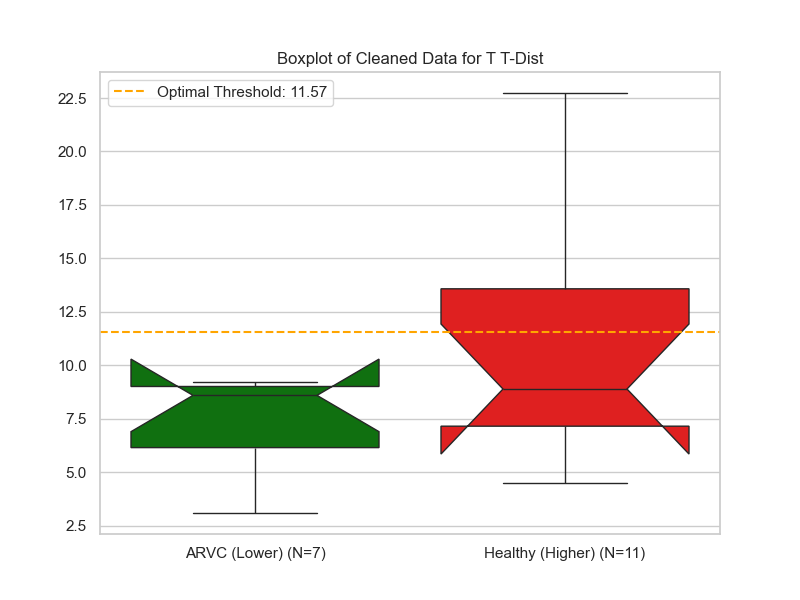 Boxplot of Cleaned Data for T T-Dist
Optimal Threshold: 11.57
22.5
20.0
17.5
15.0
12.5
10.0
7.5
5.0
2.5
ARVC (Lower) (N=7)
Healthy (Higher) (N=11)